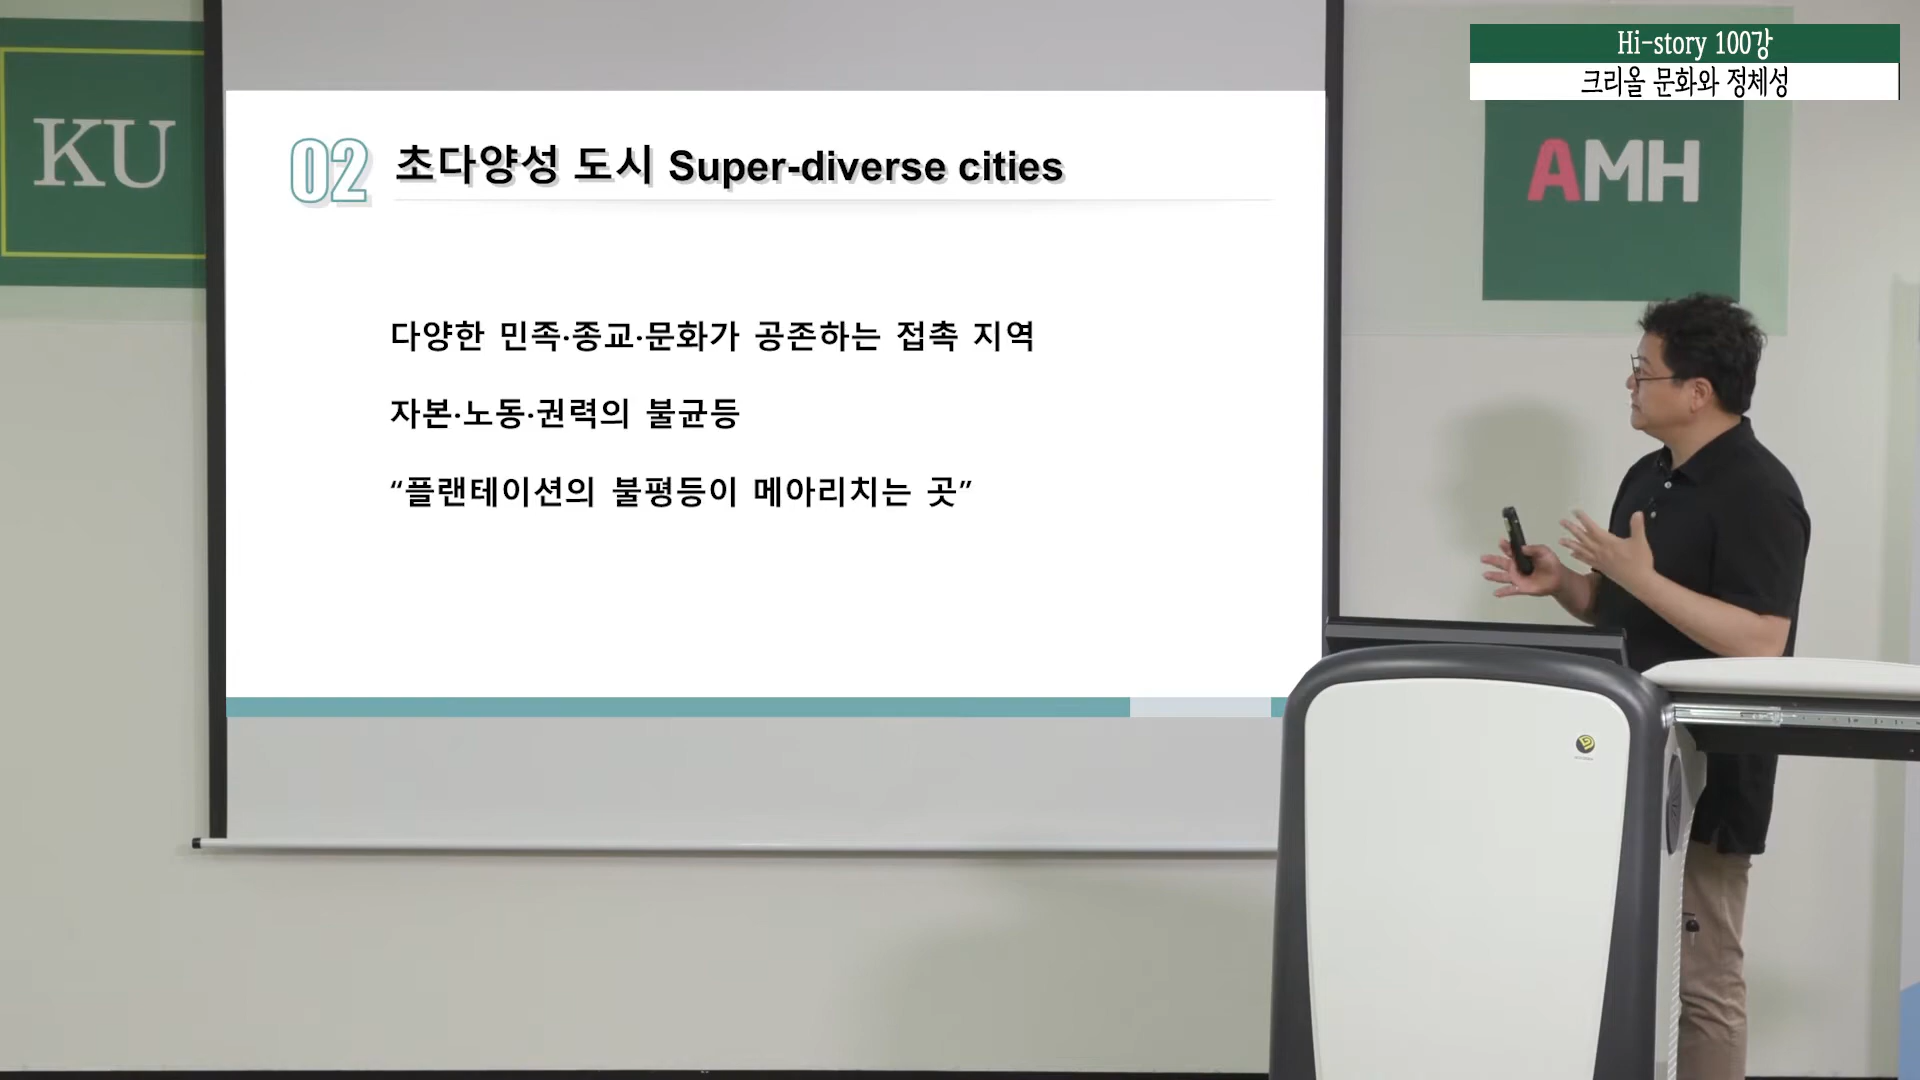 Hi-story 100강
크리올 문화와 정체성
KU
AMH
02 초다양성 도시 Super-diverse cities
다양한 민족·종교·문화가 공존하는 접촉 지역
자본·노동·권력의 불균등
“플랜테이션의 불평등이 메아리치는 곳”